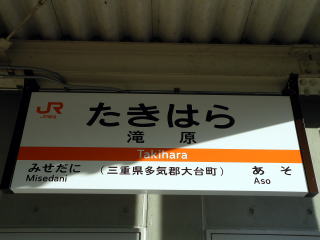 JR
たきはら
滝原
Takihara
みせだに (三重県多気郡大台町) あそ
Misedani Aso